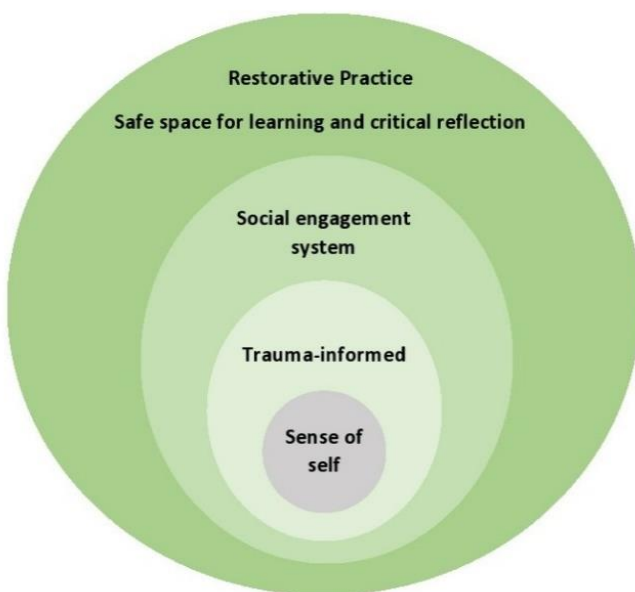 Restorative Practice
Safe space for learning and critical reflection
Social engagement
system
Trauma-informed
Sense of
self